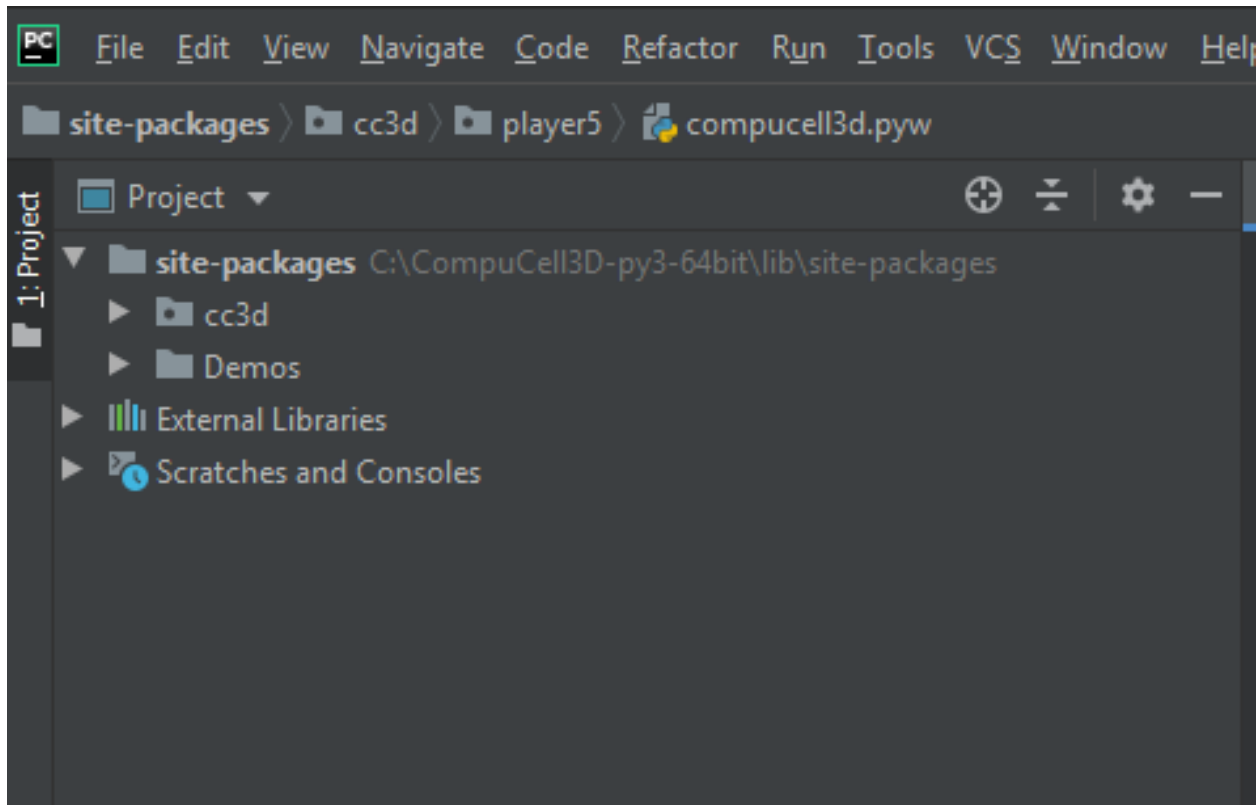 PC File Edit View Navigate Code Refactor Run Tools VCS Window Help
site-packages cc3d player5 compucell3d.pyw
1: Project
Project
site-packages C:\CompuCell3D-py3-64bit\lib\site-packages
cc3d
Demos
External Libraries
Scratches and Consoles